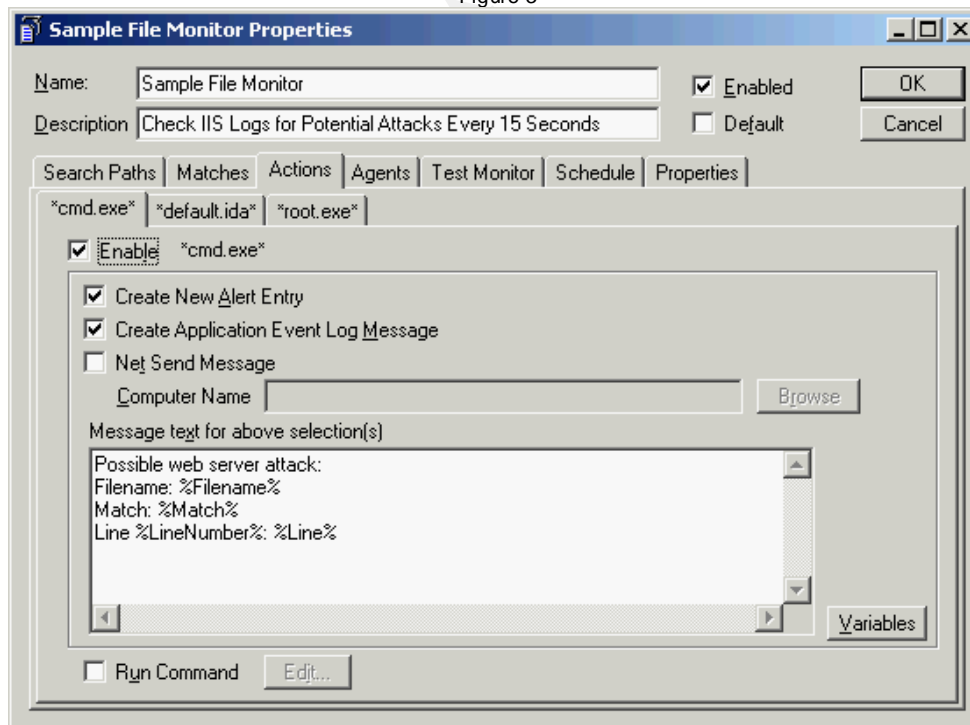 Sample File Monitor Properties
Name: Sample File Monitor Enabled OK
Description Check IIS Logs for Potential Attacks Every 15 Seconds Default Cancel
Search Paths Matches Actions Agents Test Monitor Schedule Properties
*cmd.exe* *default.ida* *root.exe*
Enable *cmd.exe*
Create New Alert Entry
Create Application Event Log Message
Net Send Message
Computer Name Browse
Message text for above selection(s)
Possible web server attack:
Filename: %Filename%
Match: %Match%
Line %LineNumber%: %Line%
Variables
Run Command Edit...